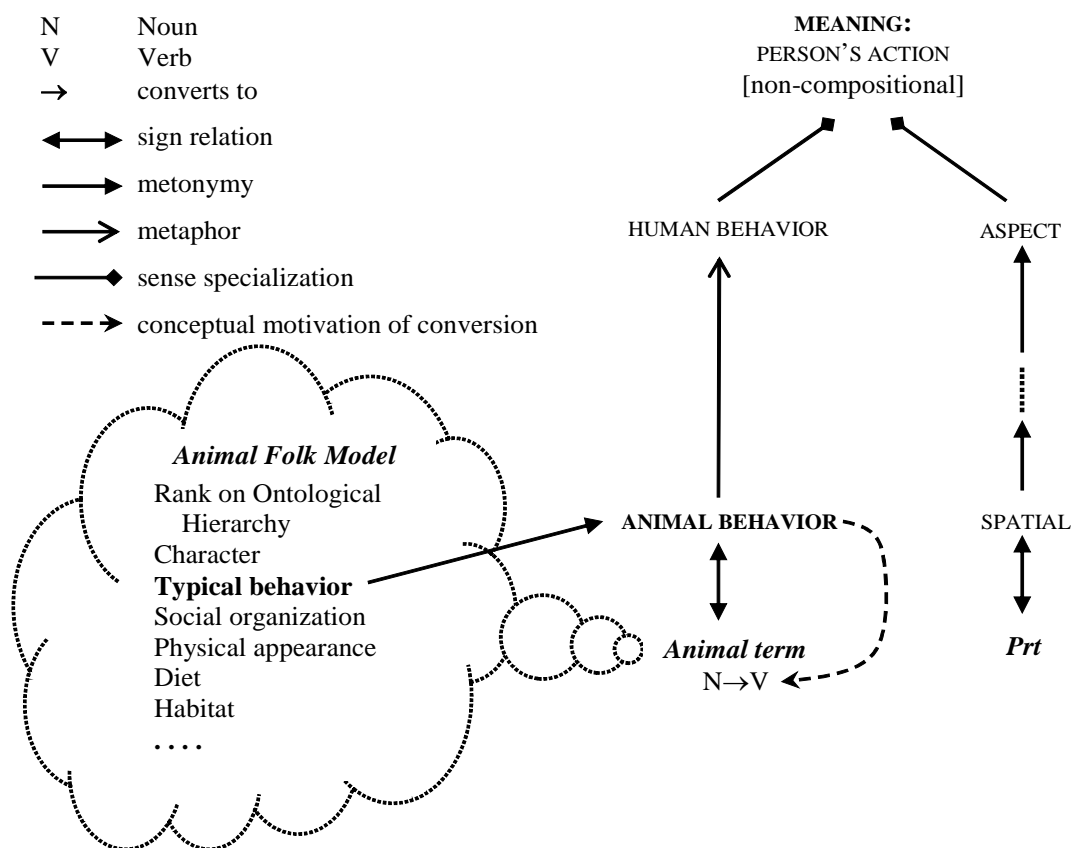 N Noun
V Verb
→ converts to
sign relation
metonymy
metaphor
sense specialization
conceptual motivation of conversion
MEANING:
PERSON'S ACTION
[non-compositional]
HUMAN BEHAVIOR
ASPECT
Animal Folk Model
Rank on Ontological
Hierarchy
Character
Typical behavior
Social organization
Physical appearance
Diet
Habitat
. . . .
ANIMAL BEHAVIOR
SPATIAL
Animal term
N→V
Prt